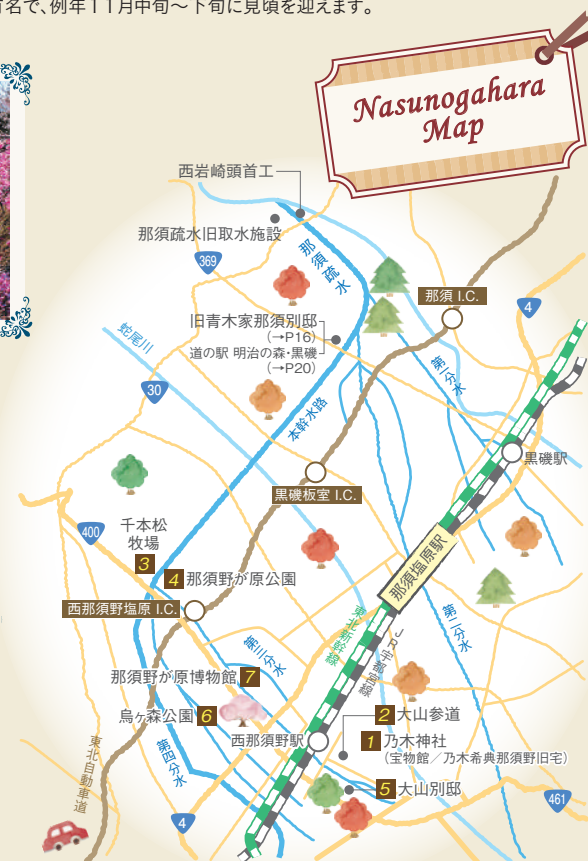 有名で、例年11月中旬～下旬に見頃を迎えます。
Nasunogahara
Map
西岩崎頭首工
那須疏水旧取水施設
那須疏水
369
那須 I.C.
4
旧青木家那須別邸
(→P16)
道の駅 明治の森・黒磯
(→P20)
蛇尾川
第一分水
30
本幹水路
黒磯駅
黒磯板室 I.C.
400
千本松
牧場
3
4 那須野が原公園
那須塩原駅
西那須野塩原 I.C.
東北新幹線
JR宇都宮線
第二分水
第三分水
那須野が原博物館 7
烏ヶ森公園 6
2 大山参道
西那須野駅
1 乃木神社
(宝物館／乃木希典那須野旧宅)
東北自動車道
第四分水
5 大山別邸
461
4